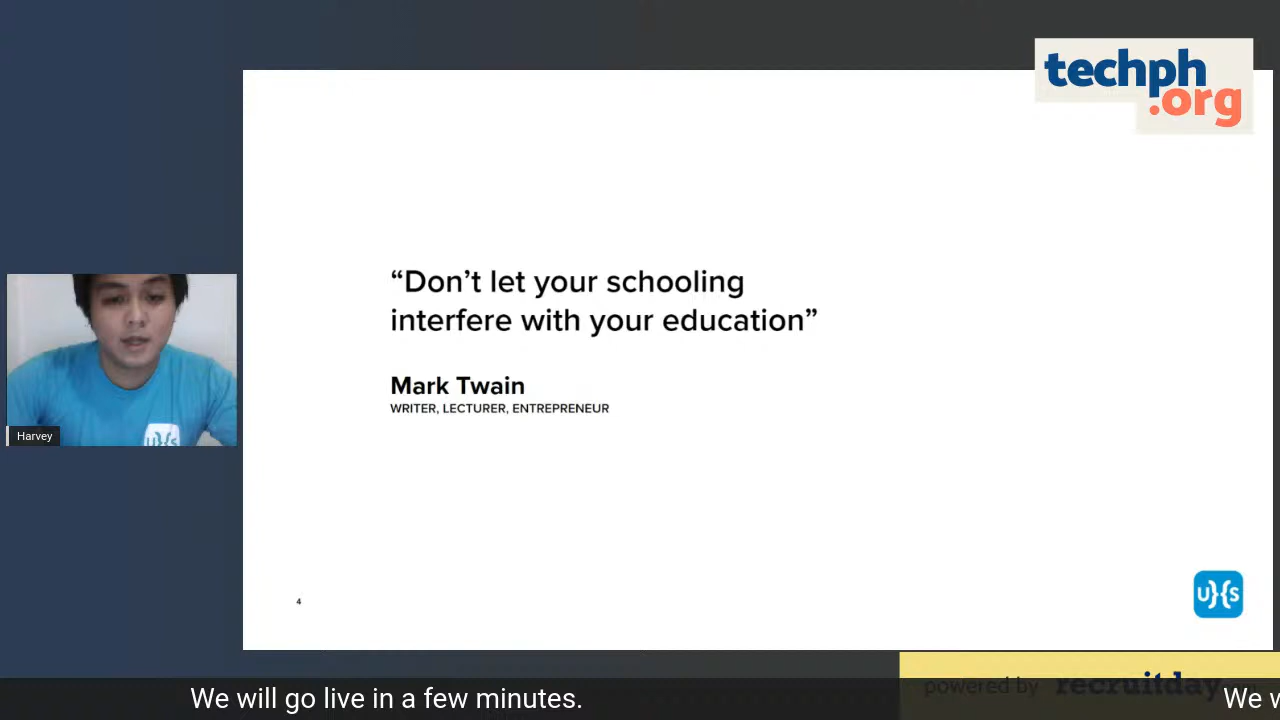 techph
.org
“Don’t let your schooling
interfere with your education”
Mark Twain
WRITER, LECTURER, ENTREPRENEUR
Harvey
4
U}{S
powered by recruitday
We will go live in a few minutes.
We w